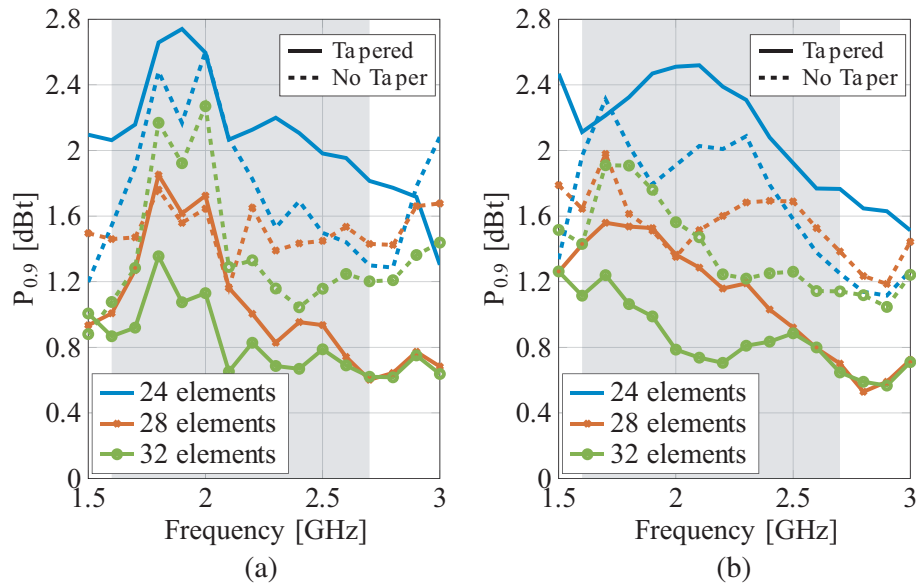 2.8
2.4
2
1.6
1.2
0.8
0.4
0
P0.9 [dBt]
Tapered
No Taper
24 elements
28 elements
32 elements
1.5 2 2.5 3
Frequency [GHz]
(a)
2.8
2.4
2
1.6
1.2
0.8
0.4
0
P0.9 [dBt]
Tapered
No Taper
24 elements
28 elements
32 elements
1.5 2 2.5 3
Frequency [GHz]
(b)